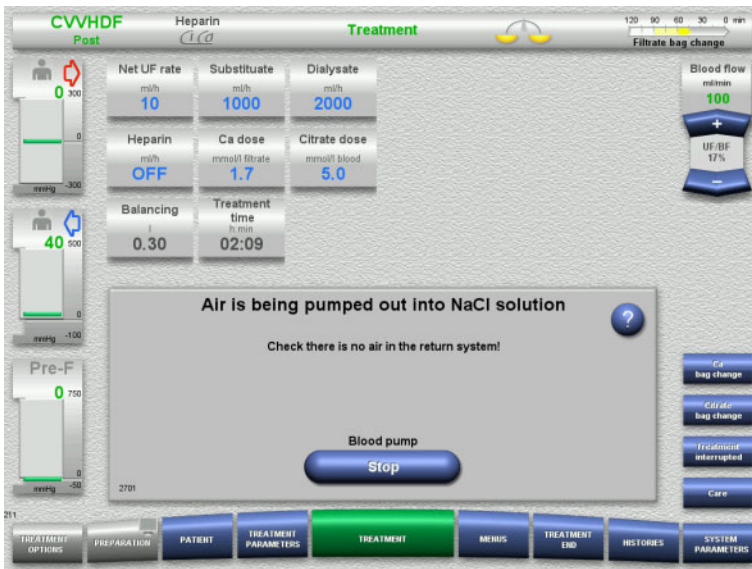 CVVHDF
Post
Heparin
Ci Ca
Treatment
120 90 60 30 0 min
Filtrate bag change
0 300
0
mmHg -300
40 500
0
mmHg -100
Pre-F
0 750
0
mmHg -50
Net UF rate
ml/h
10
Substituate
ml/h
1000
Dialysate
ml/h
2000
Heparin
ml/h
OFF
Ca dose
mmol/l filtrate
1.7
Citrate dose
mmol/l blood
5.0
Balancing
l
0.30
Treatment
time
h:min
02:09
Blood flow
ml/min
100
+
UF/BF
17%
–
Air is being pumped out into NaCl solution
?
Check there is no air in the return system!
Blood pump
Stop
2701
Ca
bag change
Citrate
bag change
Treatment
interrupted
Care
211
TREATMENT
OPTIONS
PREPARATION
PATIENT
TREATMENT
PARAMETERS
TREATMENT
MENUS
TREATMENT
END
HISTORIES
SYSTEM
PARAMETERS